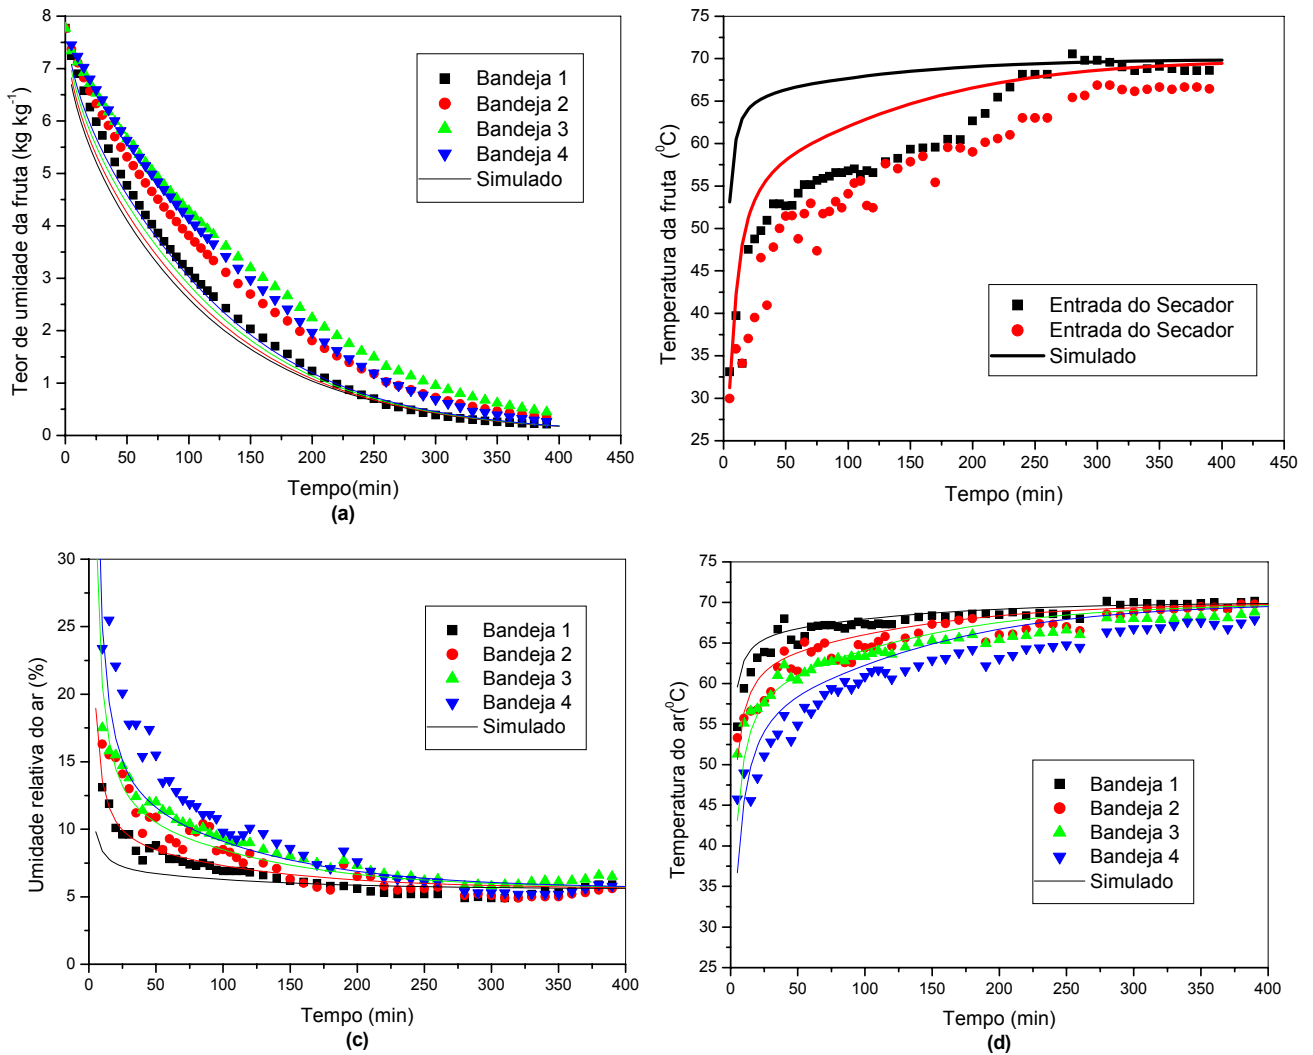 8
7
6
5
4
3
2
1
0
Teor de umidade da fruta (kg kg⁻¹)
Bandeja 1
Bandeja 2
Bandeja 3
Bandeja 4
Simulado
0 50 100 150 200 250 300 350 400 450
Tempo(min)
(a)
75
70
65
60
55
50
45
40
35
30
25
Temperatura da fruta (⁰C)
Entrada do Secador
Entrada do Secador
Simulado
0 50 100 150 200 250 300 350 400 450
Tempo (min)
30
25
20
15
10
5
0
Umidade relativa do ar (%)
Bandeja 1
Bandeja 2
Bandeja 3
Bandeja 4
Simulado
0 50 100 150 200 250 300 350 400
Tempo (min)
(c)
75
70
65
60
55
50
45
40
35
30
25
Temperatura do ar(⁰C)
Bandeja 1
Bandeja 2
Bandeja 3
Bandeja 4
Simulado
0 50 100 150 200 250 300 350 400
Tempo (min)
(d)